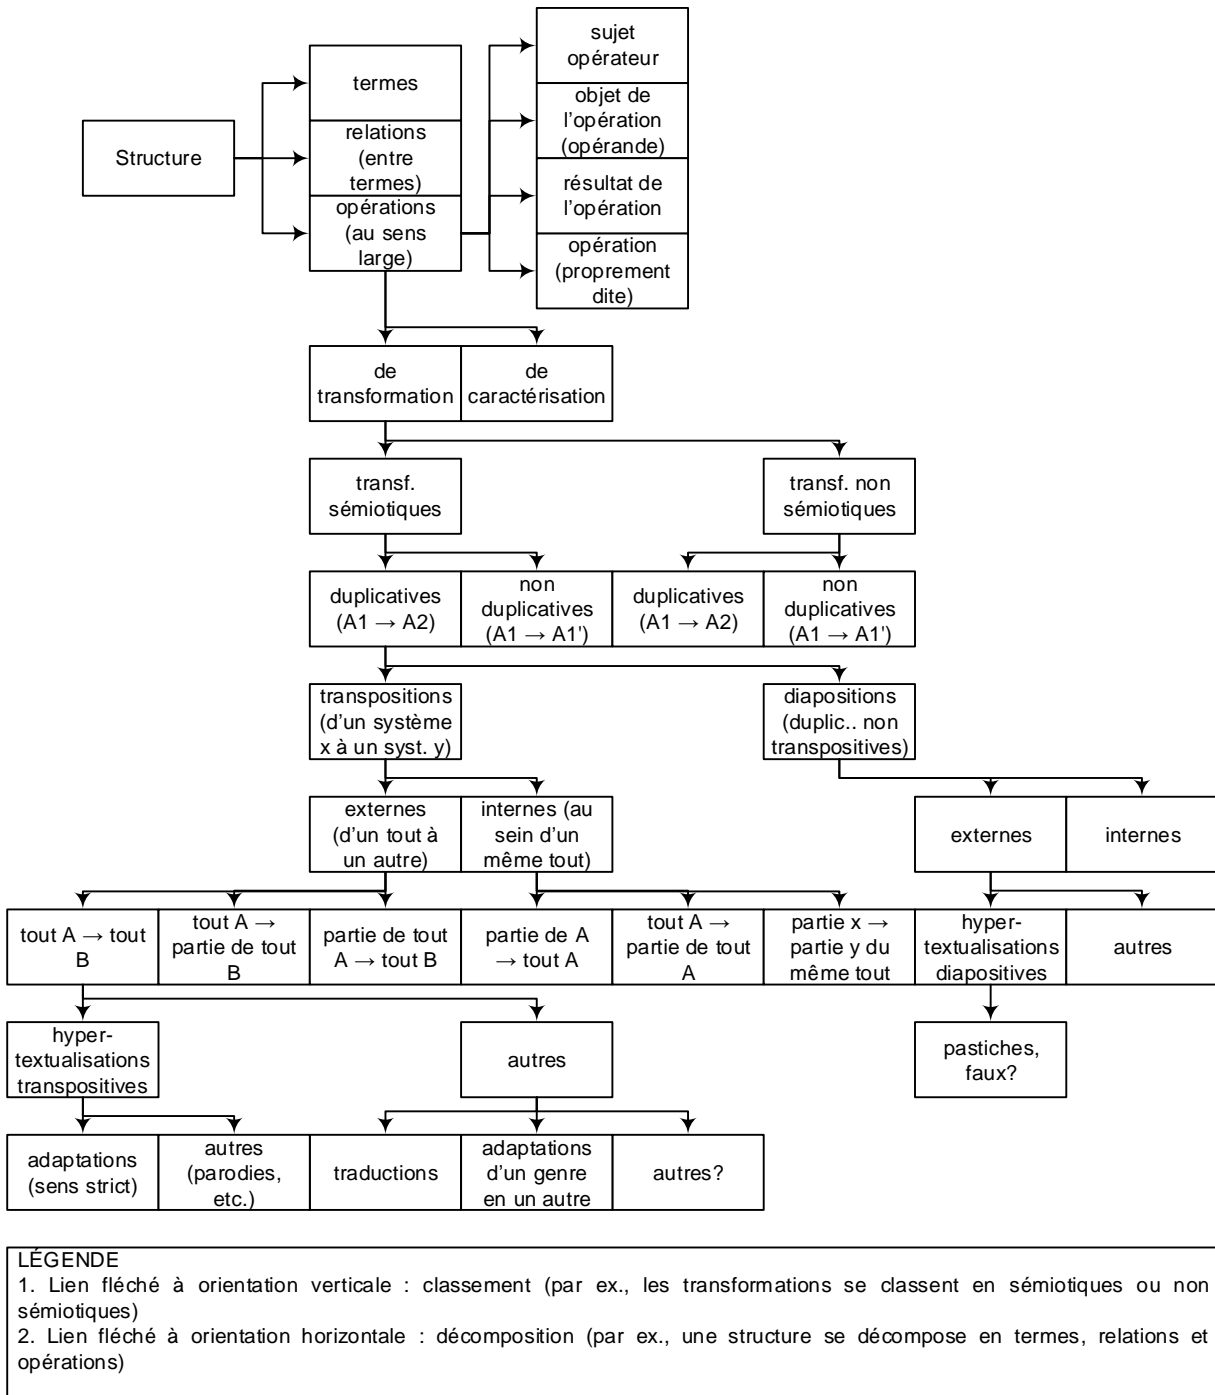 sujet
opérateur
termes
objet de
l'opération
(opérande)
Structure
relations
(entre
termes)
résultat de
l'opération
opérations
(au sens
large)
opération
(proprement
dite)
de
transformation
de
caractérisation
transf.
sémiotiques
transf. non
sémiotiques
duplicatives
(A1 → A2)
non
duplicatives
(A1 → A1')
duplicatives
(A1 → A2)
non
duplicatives
(A1 → A1')
transpositions
(d'un système
x à un syst. y)
diapositions
(duplic.. non
transpositives)
externes
(d'un tout à
un autre)
internes (au
sein d'un
même tout)
externes
internes
tout A → tout
B
tout A →
partie de tout
B
partie de tout
A → tout B
partie de A
→ tout A
tout A →
partie de tout
A
partie x →
partie y du
même tout
hyper-
textualisations
diapositives
autres
hyper-
textualisations
transpositives
autres
pastiches,
faux?
adaptations
(sens strict)
autres
(parodies,
etc.)
traductions
adaptations
d'un genre
en un autre
autres?
LÉGENDE
1. Lien fléché à orientation verticale : classement (par ex., les transformations se classent en sémiotiques ou non
sémiotiques)
2. Lien fléché à orientation horizontale : décomposition (par ex., une structure se décompose en termes, relations et
opérations)